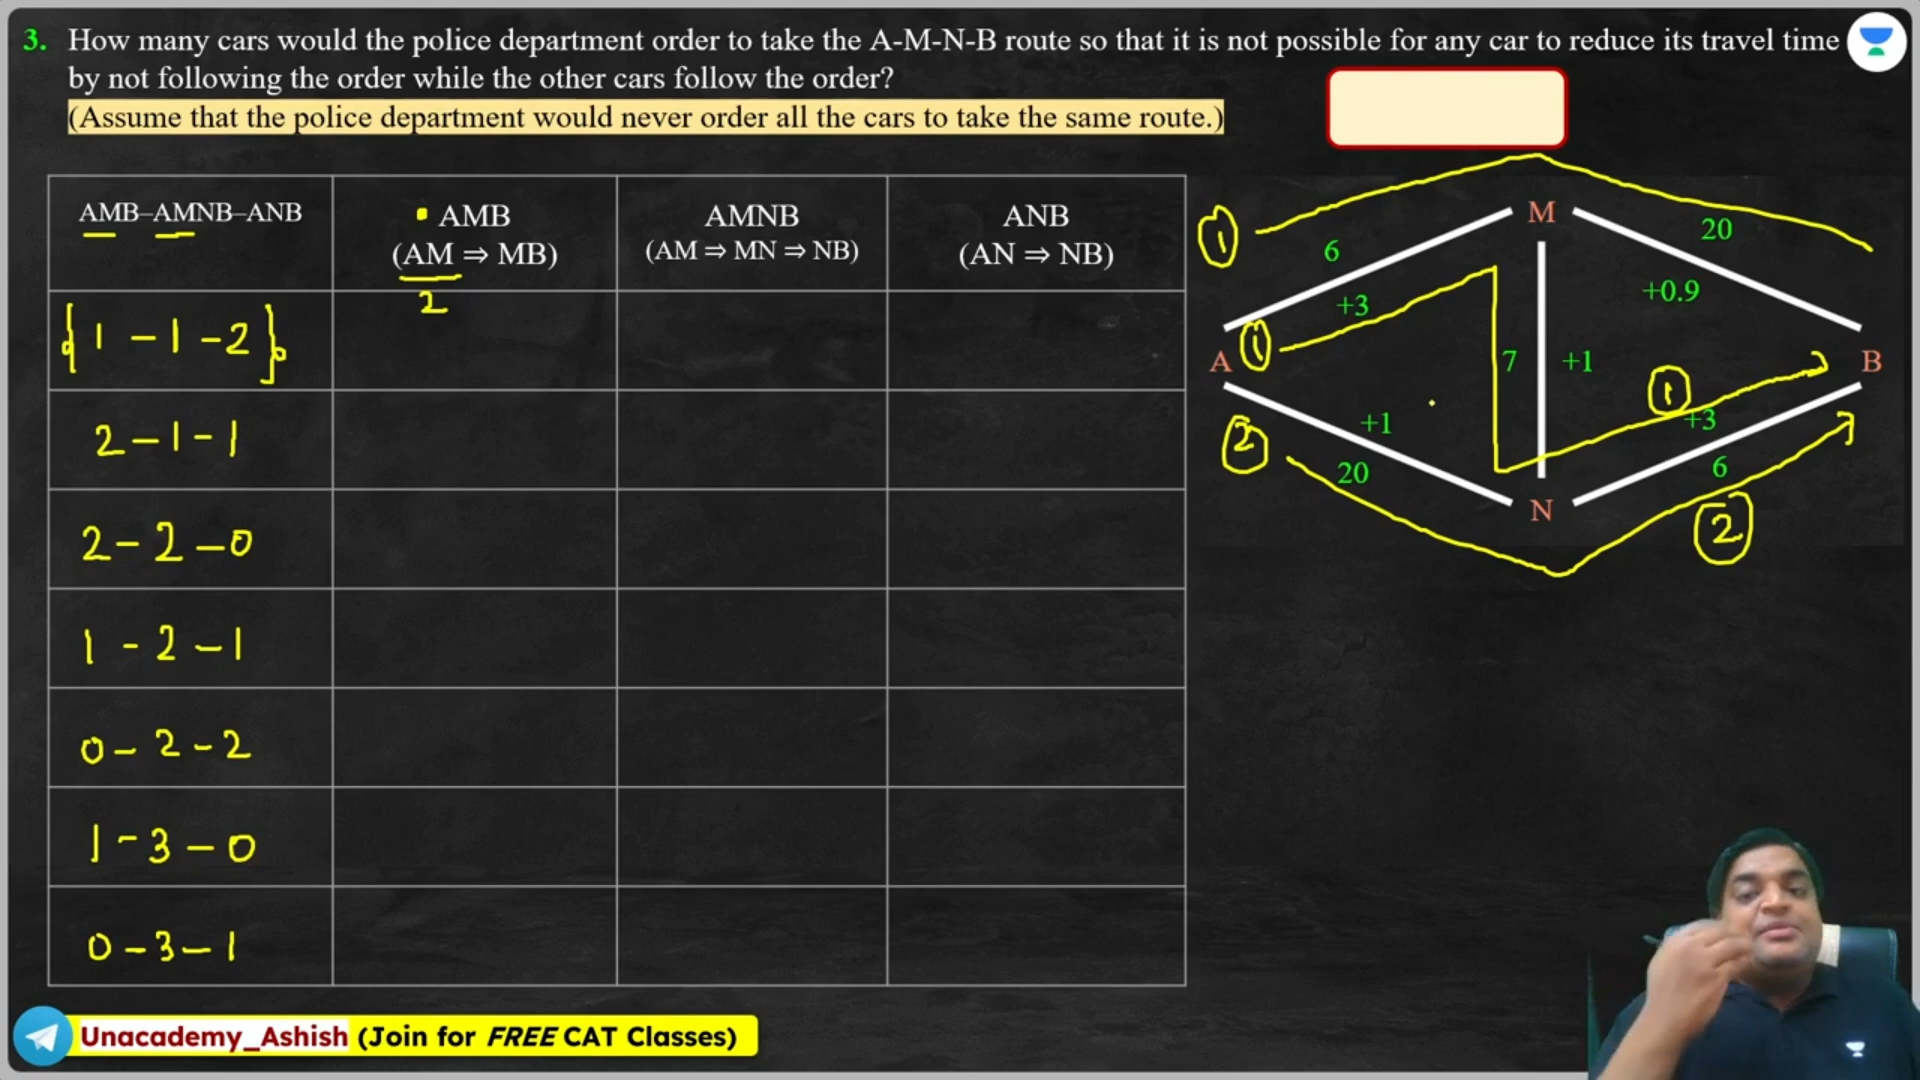 3. How many cars would the police department order to take the A-M-N-B route so that it is not possible for any car to reduce its travel time
by not following the order while the other cars follow the order?
(Assume that the police department would never order all the cars to take the same route.)
AMB–AMNB–ANB
AMB
(AM ⇒ MB)
2
AMNB
(AM ⇒ MN ⇒ NB)
ANB
(AN ⇒ NB)
{1 - 1 - 2}
2 - 1 - 1
2 - 2 - 0
1 - 2 - 1
0 - 2 - 2
1 - 3 - 0
0 - 3 - 1
M
1
6
20
+3
+0.9
A
1
7
+1
B
1
+1
+3
2
20
6
N
2
Unacademy_Ashish (Join for FREE CAT Classes)